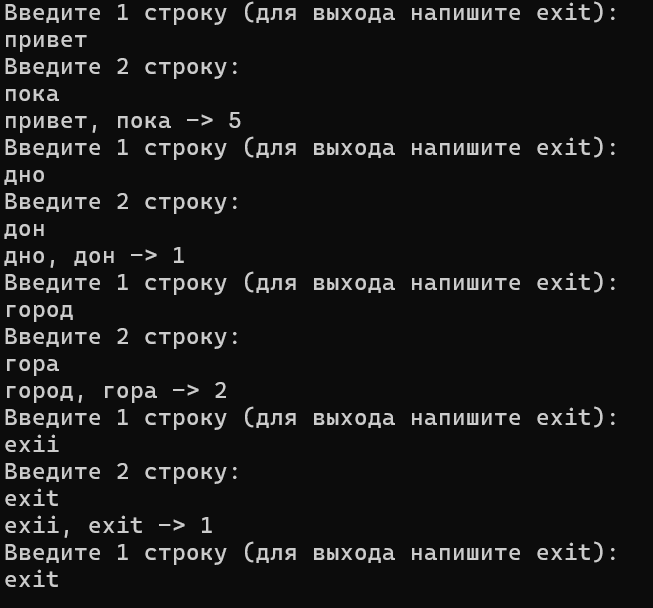 Введите 1 строку (для выхода напишите exit):
привет
Введите 2 строку:
пока
привет, пока -> 5
Введите 1 строку (для выхода напишите exit):
дно
Введите 2 строку:
дон
дно, дон -> 1
Введите 1 строку (для выхода напишите exit):
город
Введите 2 строку:
гора
город, гора -> 2
Введите 1 строку (для выхода напишите exit):
exii
Введите 2 строку:
exit
exii, exit -> 1
Введите 1 строку (для выхода напишите exit):
exit